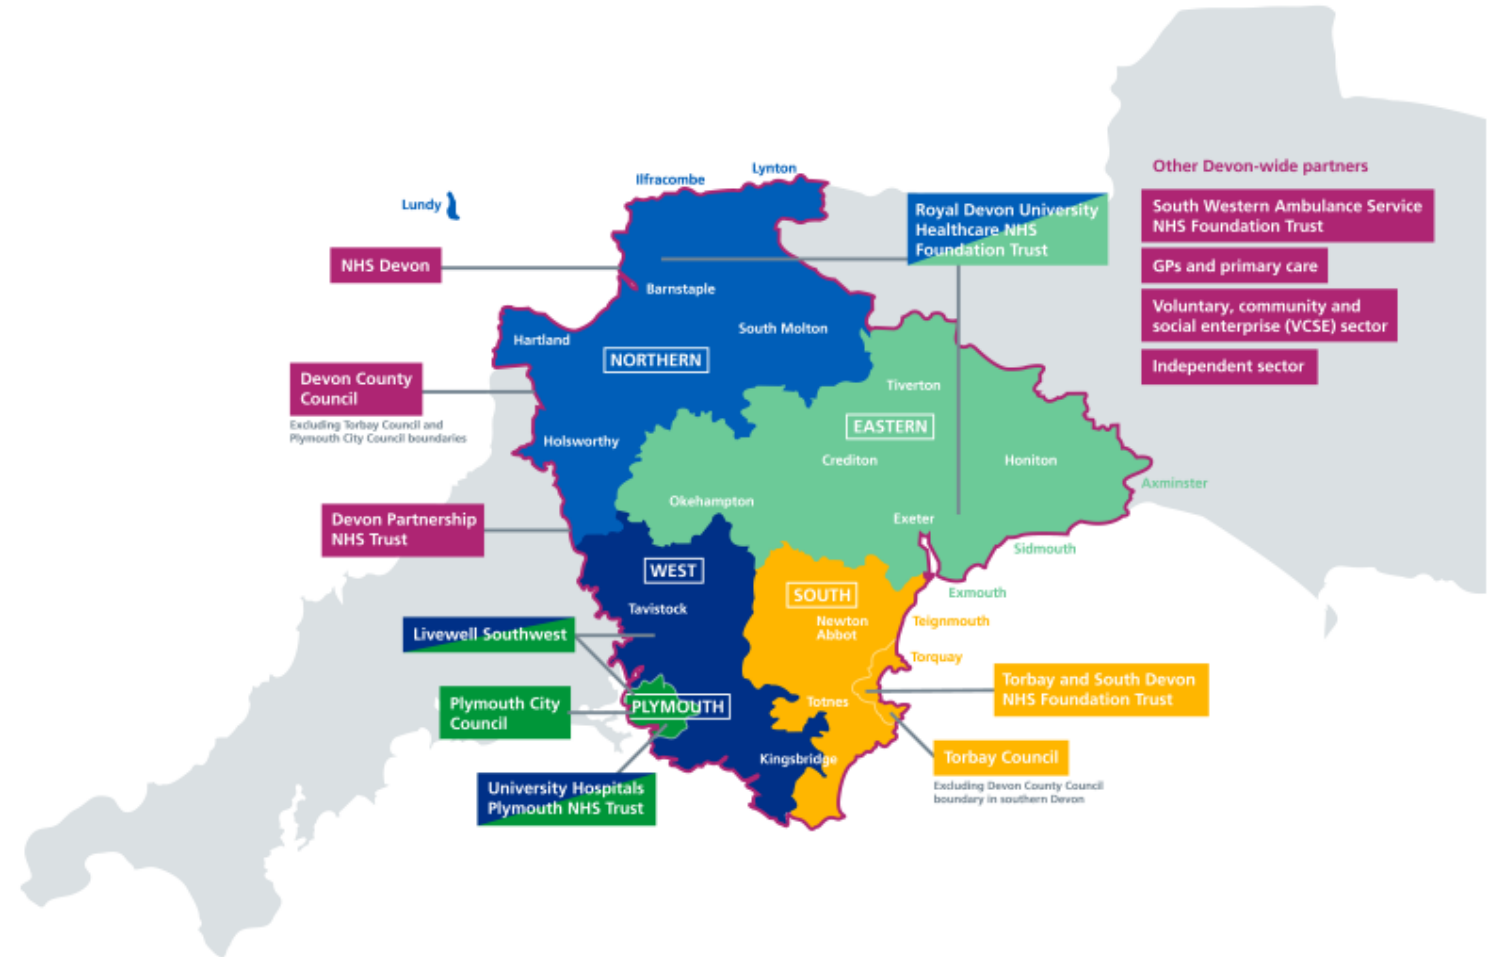 Lynton
Ilfracombe
Lundy
Other Devon-wide partners
Royal Devon University
Healthcare NHS
Foundation Trust
South Western Ambulance Service
NHS Foundation Trust
NHS Devon
GPs and primary care
Barnstaple
Voluntary, community and
social enterprise (VCSE) sector
South Molton
Hartland
NORTHERN
Independent sector
Devon County
Council
Excluding Torbay Council and
Plymouth City Council boundaries
Tiverton
EASTERN
Holsworthy
Crediton
Honiton
Axminster
Okehampton
Exeter
Devon Partnership
NHS Trust
Sidmouth
WEST
SOUTH
Exmouth
Tavistock
Newton
Abbot
Teignmouth
Livewell Southwest
Torquay
Torbay and South Devon
NHS Foundation Trust
Plymouth City
Council
PLYMOUTH
Totnes
Kingsbridge
Torbay Council
Excluding Devon County Council
boundary in southern Devon
University Hospitals
Plymouth NHS Trust